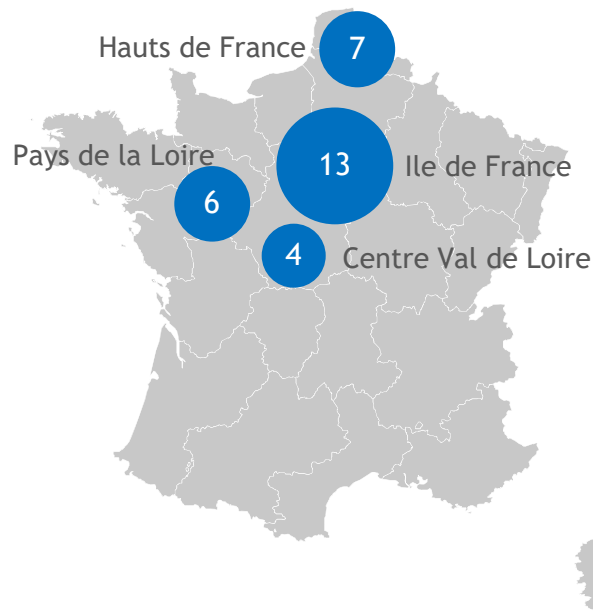 Hauts de France
7
Pays de la Loire
13
Ile de France
6
4
Centre Val de Loire